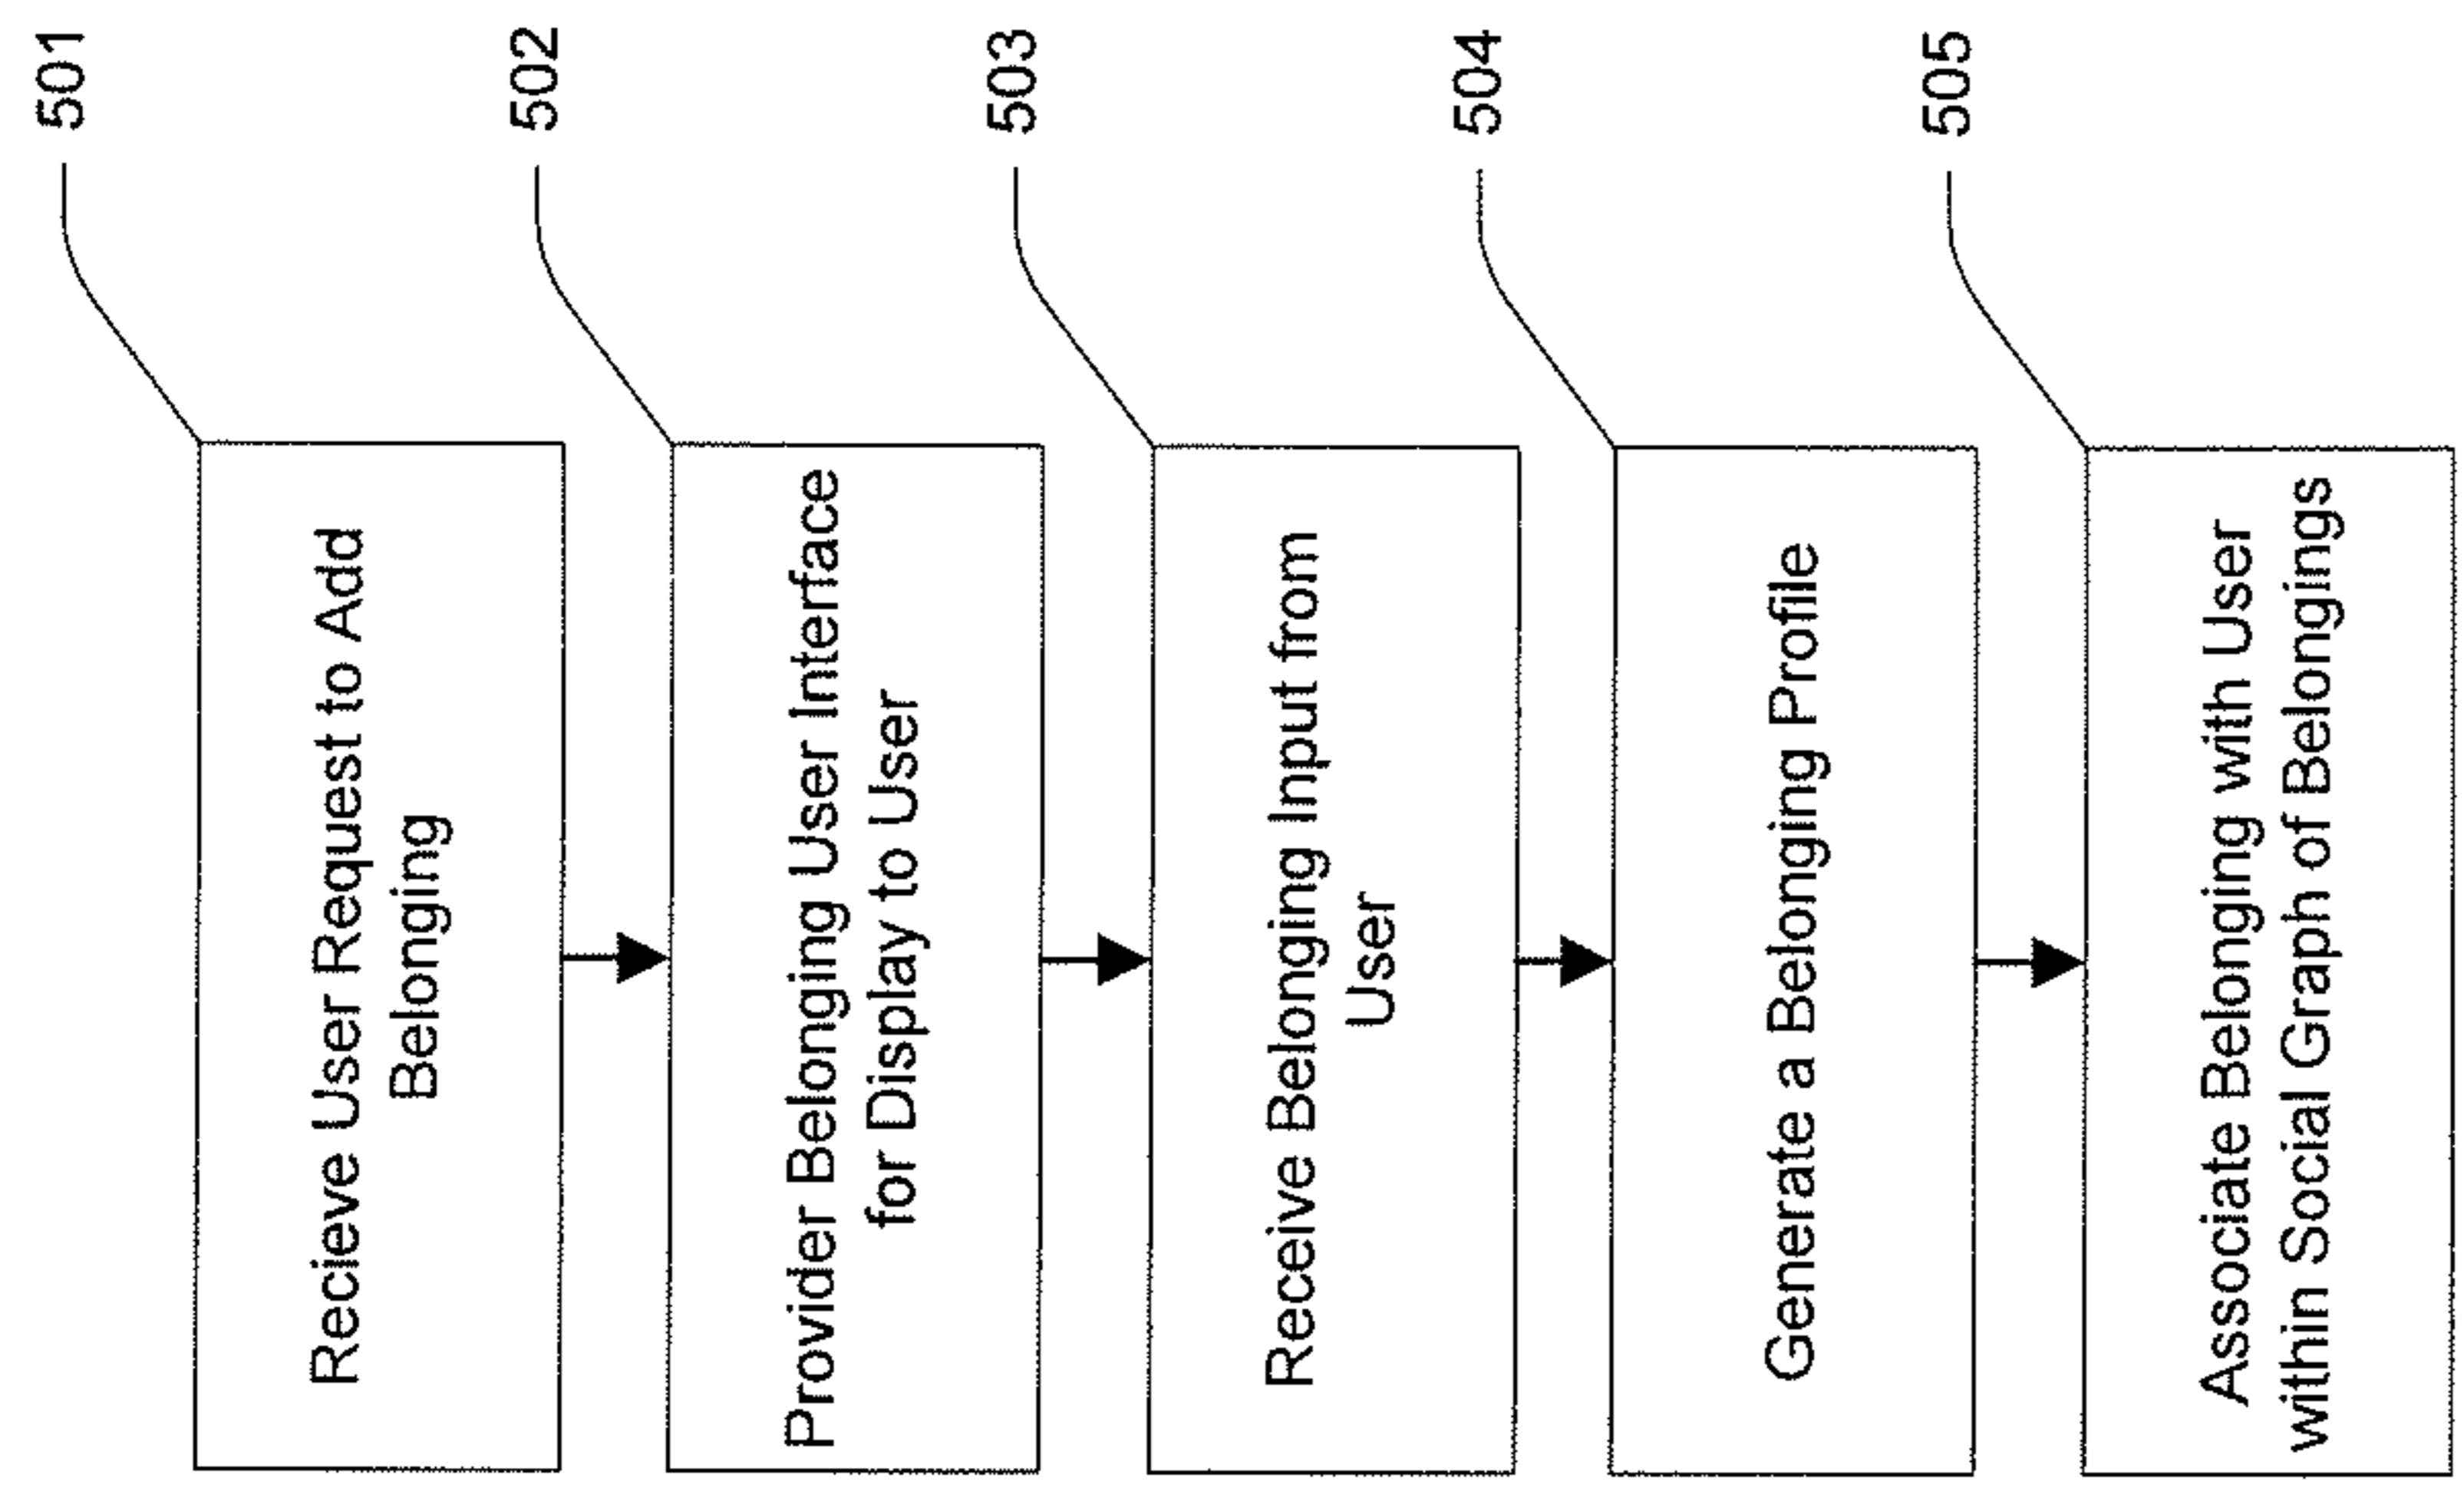 501
Recieve User Request to Add
Belonging
502
Provider Belonging User Interface
for Display to User
503
Receive Belonging Input from
User
504
Generate a Belonging Profile
505
Associate Belonging with User
within Social Graph of Belongings